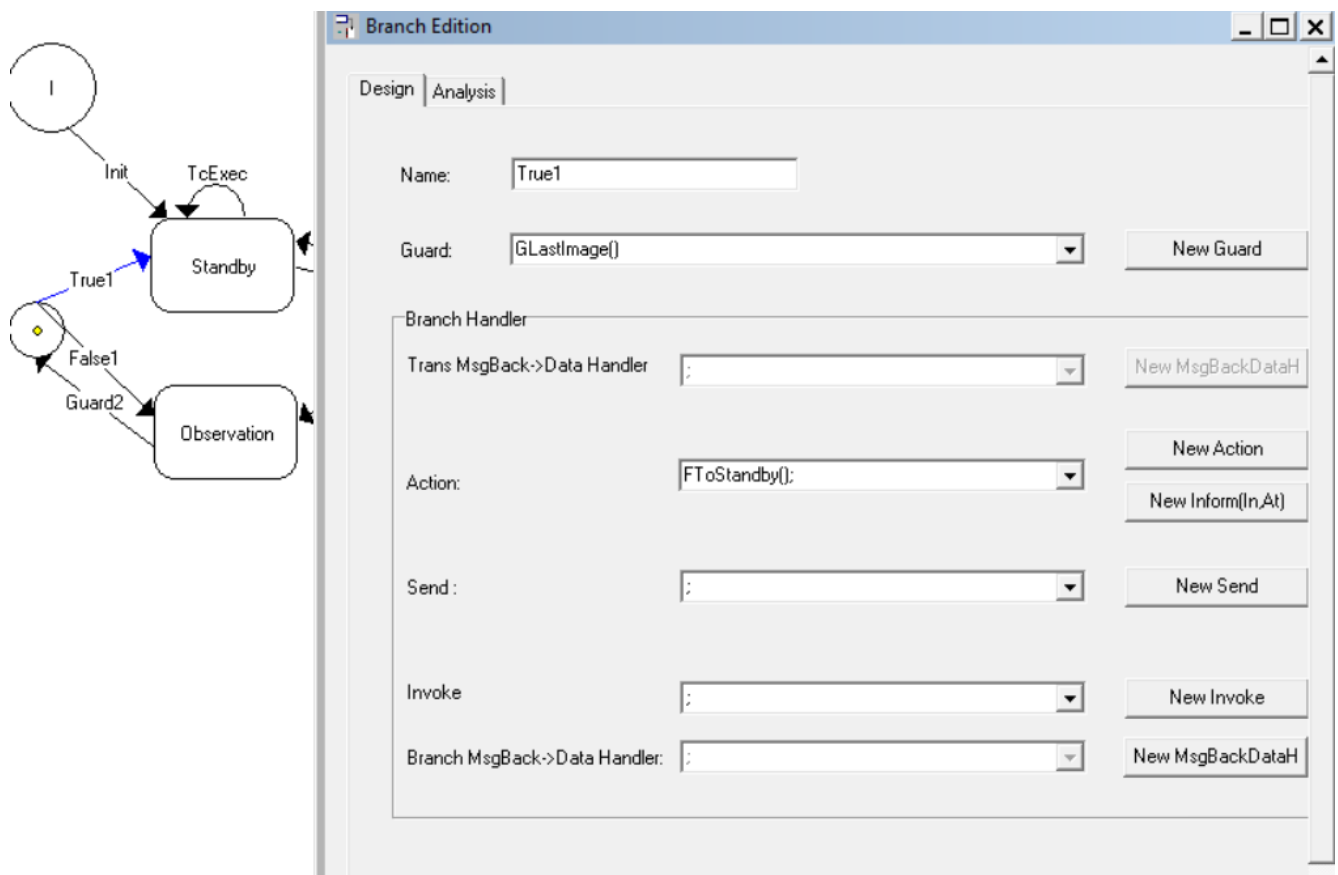 I
Init
TcExec
Standby
True1
False1
Guard2
Observation
Branch Edition
Design
Analysis
Name:
True1
Guard:
GLastImage()
New Guard
Branch Handler
Trans MsgBack->Data Handler
;
New MsgBackDataH
Action:
FToStandby();
New Action
New Inform(In,At)
Send :
;
New Send
Invoke
;
New Invoke
Branch MsgBack->Data Handler:
;
New MsgBackDataH